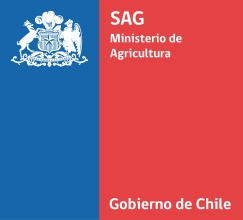 SAG
Ministerio de
Agricultura
Gobierno de Chile